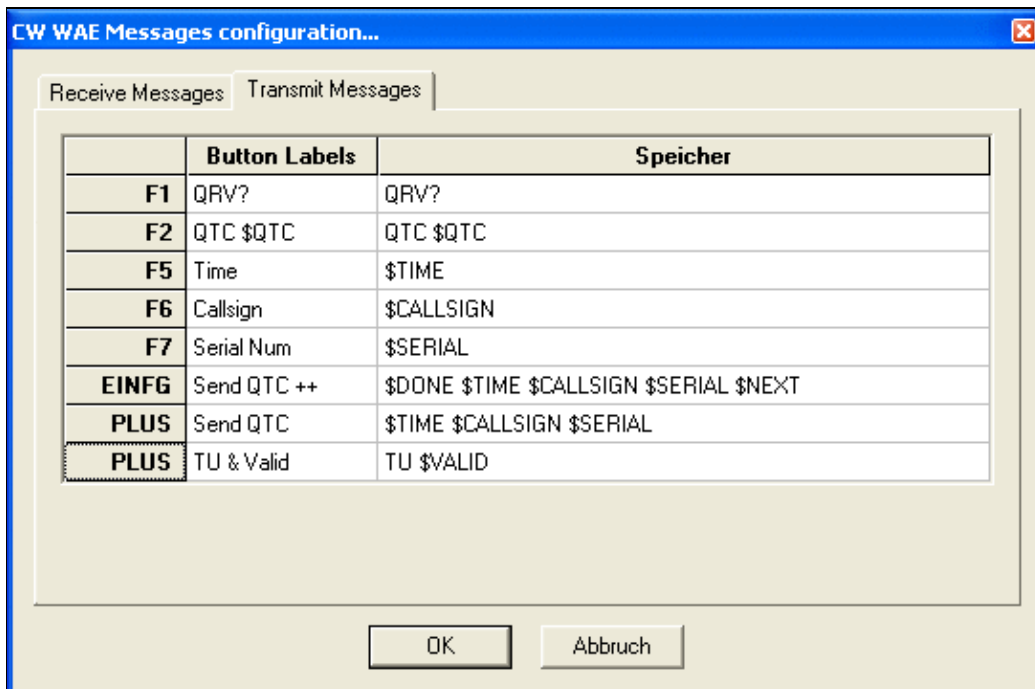 CW WAE Messages configuration...
Receive Messages Transmit Messages
Button Labels Speicher
F1 QRV? QRV?
F2 QTC $QTC QTC $QTC
F5 Time $TIME
F6 Callsign $CALLSIGN
F7 Serial Num $SERIAL
EINFG Send QTC ++ $DONE $TIME $CALLSIGN $SERIAL $NEXT
PLUS Send QTC $TIME $CALLSIGN $SERIAL
PLUS TU & Valid TU $VALID
OK Abbruch